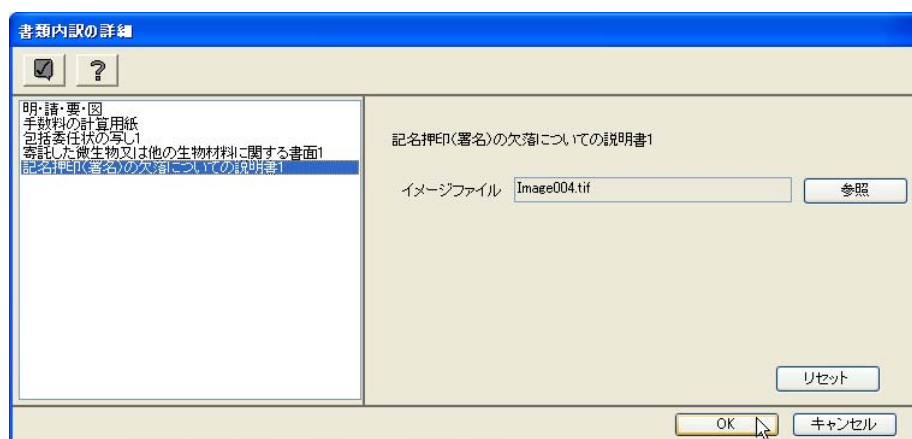 書類内訳の詳細
?
明・請・要・図
手数料の計算用紙
包括委任状の写し1
寄託した微生物又は他の生物材料に関する書面1
記名押印(署名)の欠落についての説明書1
記名押印(署名)の欠落についての説明書1
イメージファイル Image004.tif 参照
リセット
OK キャンセル